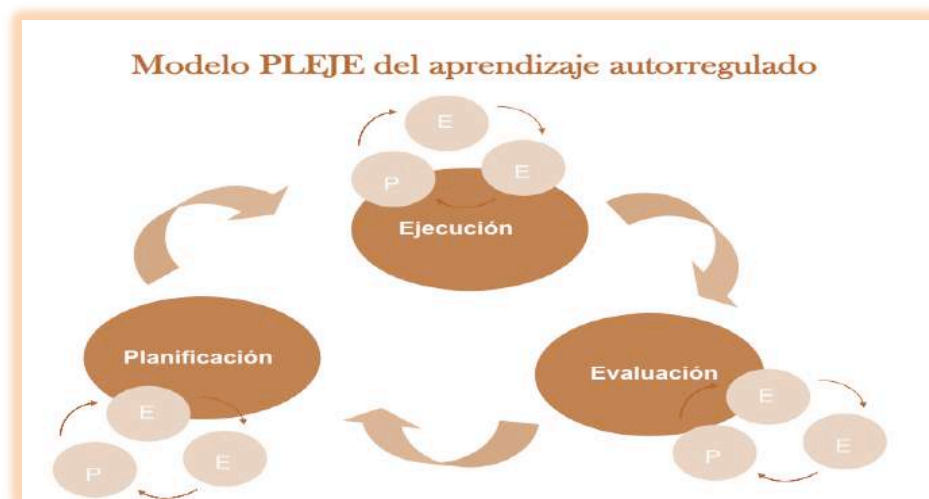 Modelo PLEJE del aprendizaje autorregulado
E
P
E
Ejecución
Planificación
E
P
E
Evaluación
E
P
E